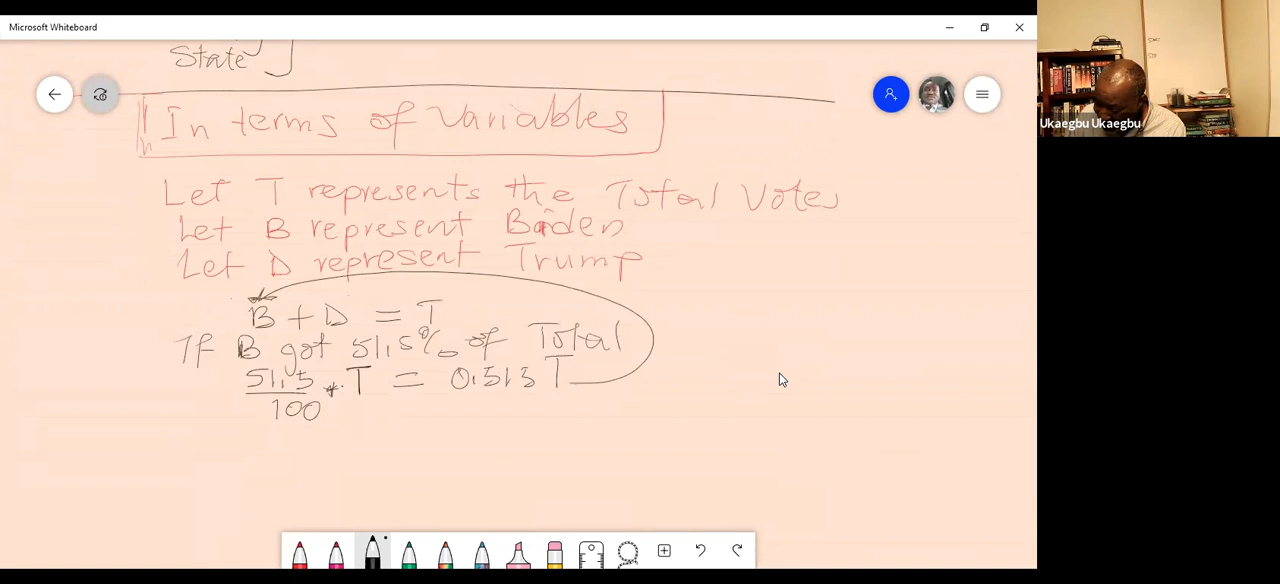 Microsoft Whiteboard
State
In terms of Variables
Let T represents the Total Votes
Let B represent Baiden
Let D represent Trump
B + D = T
If B got 51.5% of Total
51.5/100 * T = 0.515 T
Ukaegbu Ukaegbu